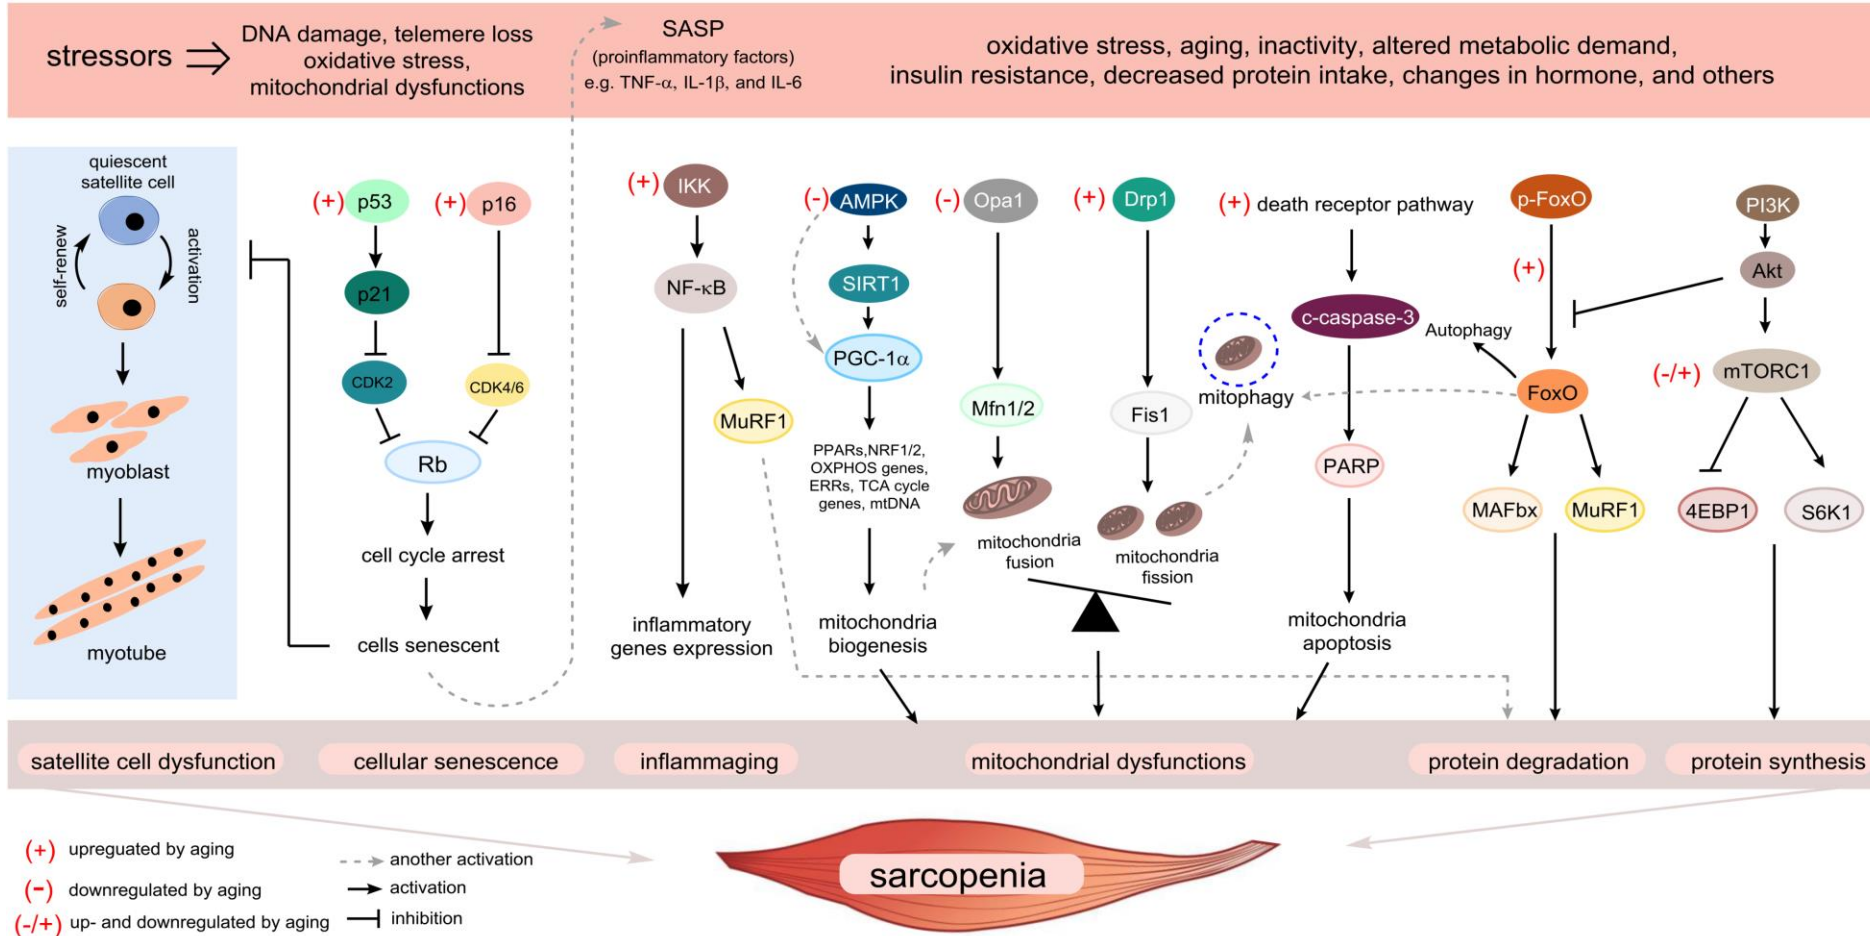 stressors
DNA damage, telemere loss
oxidative stress,
mitochondrial dysfunctions
SASP
(proinflammatory factors)
e.g. TNF-α, IL-1β, and IL-6
oxidative stress, aging, inactivity, altered metabolic demand,
insulin resistance, decreased protein intake, changes in hormone, and others
quiescent
satellite cell
self-renew
activation
myoblast
myotube
(+) p53
p21
CDK2
(+) p16
CDK4/6
Rb
cell cycle arrest
cells senescent
(+) IKK
NF-κB
MuRF1
inflammatory
genes expression
(-) AMPK
SIRT1
PGC-1α
PPARs,NRF1/2,
OXPHOS genes,
ERRs, TCA cycle
genes, mtDNA
mitochondria
biogenesis
(-) Opa1
Mfn1/2
mitochondria
fusion
(+) Drp1
Fis1
mitochondria
fission
mitophagy
(+) death receptor pathway
c-caspase-3
PARP
mitochondria
apoptosis
p-FoxO
(+)
Autophagy
FoxO
MAFbx
MuRF1
PI3K
Akt
(-/+) mTORC1
4EBP1
S6K1
satellite cell dysfunction
cellular senescence
inflammaging
mitochondrial dysfunctions
protein degradation
protein synthesis
sarcopenia
(+) upreguated by aging
(-) downregulated by aging
(-/+) up- and downregulated by aging
another activation
activation
inhibition